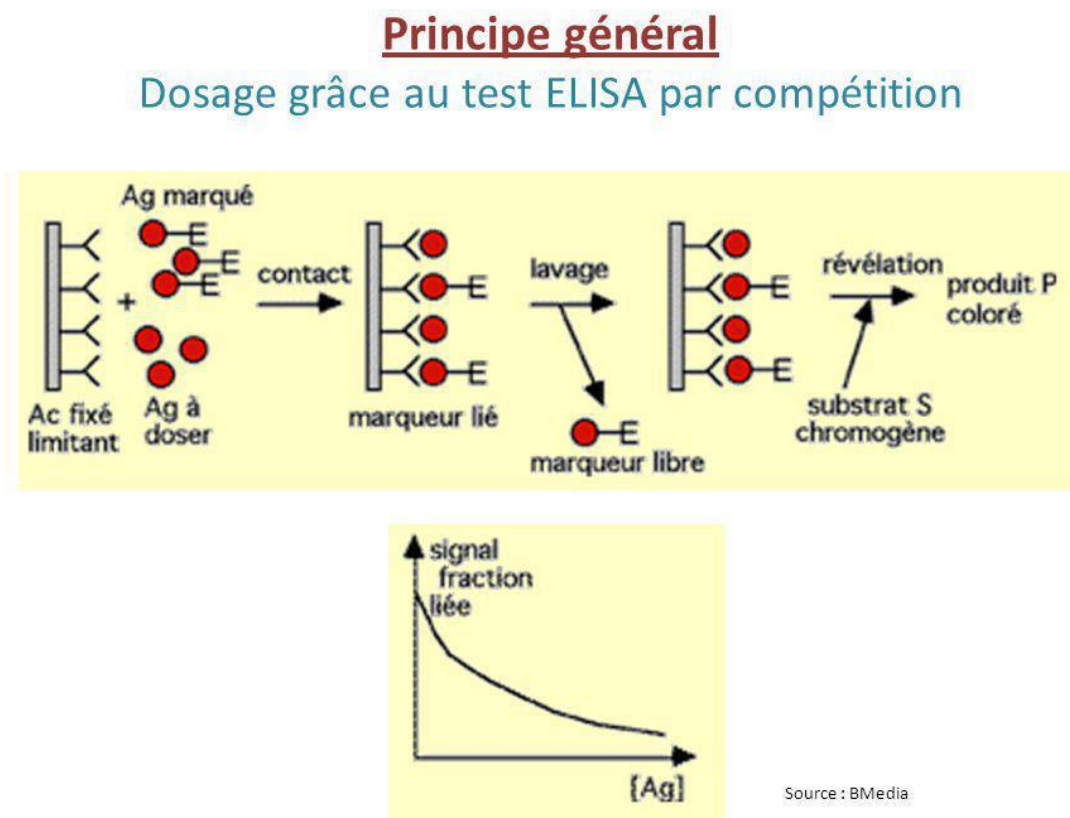 Principe général
Dosage grâce au test ELISA par compétition
Ag marqué
E
E
E
+
Ac fixé
limitant
Ag à
doser
contact
E
E
marqueur lié
lavage
E
marqueur libre
E
E
révélation
substrat S
chromogène
produit P
coloré
signal
fraction
liée
[Ag]
Source : BMedia